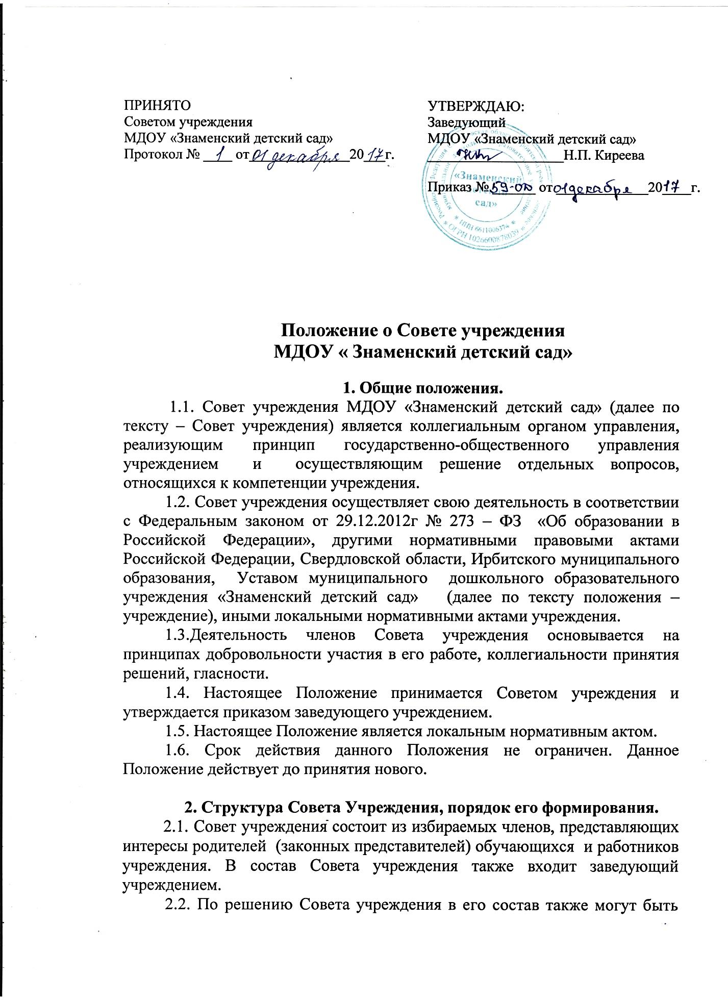 ПРИНЯТО
Советом учреждения
МДОУ «Знаменский детский сад»
Протокол № 1 от 01 декабря 2017г.
УТВЕРЖДАЮ:
Заведующий
МДОУ «Знаменский детский сад»
Н.П. Киреева
Приказ № 59-од от 01 декабря 2017 г.
«Знаменский
детский
сад»
* ИНН 6611006374 *
* ОГРН 1026600878039 *
Положение о Совете учреждения
МДОУ « Знаменский детский сад»
1. Общие положения.
1.1. Совет учреждения МДОУ «Знаменский детский сад» (далее по
тексту – Совет учреждения) является коллегиальным органом управления,
реализующим принцип государственно-общественного управления
учреждением и осуществляющим решение отдельных вопросов,
относящихся к компетенции учреждения.
1.2. Совет учреждения осуществляет свою деятельность в соответствии
с Федеральным законом от 29.12.2012г № 273 – ФЗ «Об образовании в
Российской Федерации», другими нормативными правовыми актами
Российской Федерации, Свердловской области, Ирбитского муниципального
образования, Уставом муниципального дошкольного образовательного
учреждения «Знаменский детский сад» (далее по тексту положения –
учреждение), иными локальными нормативными актами учреждения.
1.3.Деятельность членов Совета учреждения основывается на
принципах добровольности участия в его работе, коллегиальности принятия
решений, гласности.
1.4. Настоящее Положение принимается Советом учреждения и
утверждается приказом заведующего учреждением.
1.5. Настоящее Положение является локальным нормативным актом.
1.6. Срок действия данного Положения не ограничен. Данное
Положение действует до принятия нового.
2. Структура Совета Учреждения, порядок его формирования.
2.1. Совет учреждения состоит из избираемых членов, представляющих
интересы родителей (законных представителей) обучающихся и работников
учреждения. В состав Совета учреждения также входит заведующий
учреждением.
2.2. По решению Совета учреждения в его состав также могут быть